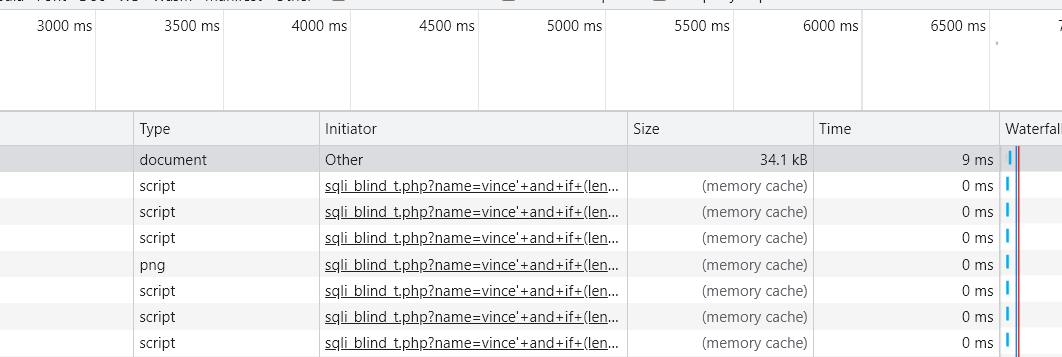 3000 ms 3500 ms 4000 ms 4500 ms 5000 ms 5500 ms 6000 ms 6500 ms
Type Initiator Size Time Waterfal
document Other 34.1 kB 9 ms
script sqli_blind_t.php?name=vince'+and+if+(len... (memory cache) 0 ms
script sqli_blind_t.php?name=vince'+and+if+(len... (memory cache) 0 ms
script sqli_blind_t.php?name=vince'+and+if+(len... (memory cache) 0 ms
png sqli_blind_t.php?name=vince'+and+if+(len... (memory cache) 0 ms
script sqli_blind_t.php?name=vince'+and+if+(len... (memory cache) 0 ms
script sqli_blind_t.php?name=vince'+and+if+(len... (memory cache) 0 ms
script sqli_blind_t.php?name=vince'+and+if+(len... (memory cache) 0 ms